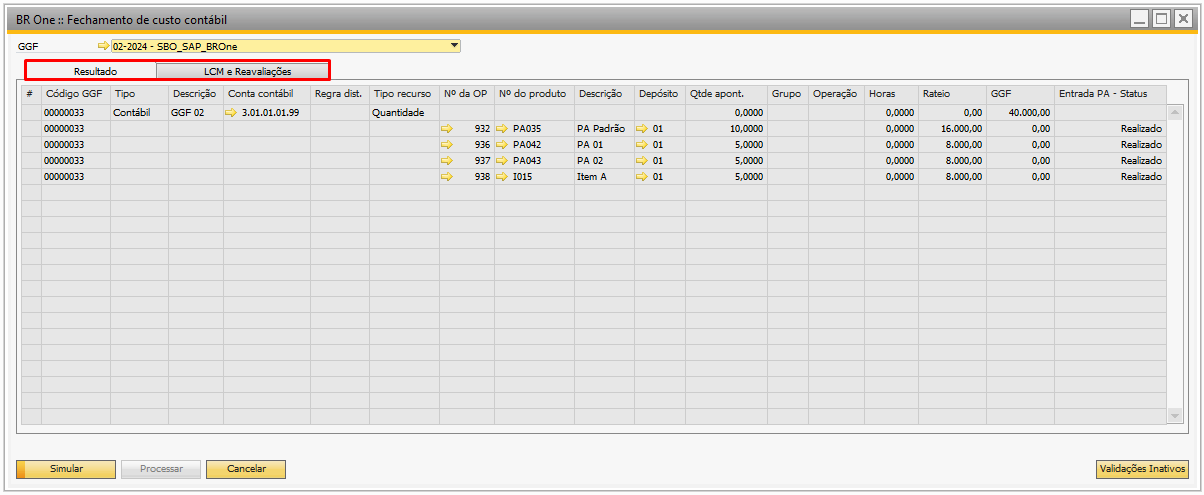 BR One :: Fechamento de custo contábil
GGF 02-2024 - SBO_SAP_BROne
Resultado LCM e Reavaliações
# Código GGF Tipo Descrição Conta contábil Regra dist. Tipo recurso Nº da OP Nº do produto Descrição Depósito Qtde apont. Grupo Operação Horas Rateio GGF Entrada PA - Status
00000033 Contábil GGF 02 3.01.01.01.99 Quantidade 0,0000 0,0000 0,00 40.000,00
00000033 932 PA035 PA Padrão 01 10,0000 0,0000 16.000,00 0,00 Realizado
00000033 936 PA042 PA 01 01 5,0000 0,0000 8.000,00 0,00 Realizado
00000033 937 PA043 PA 02 01 5,0000 0,0000 8.000,00 0,00 Realizado
00000033 938 I015 Item A 01 5,0000 0,0000 8.000,00 0,00 Realizado
Simular Processar Cancelar Validações Inativos